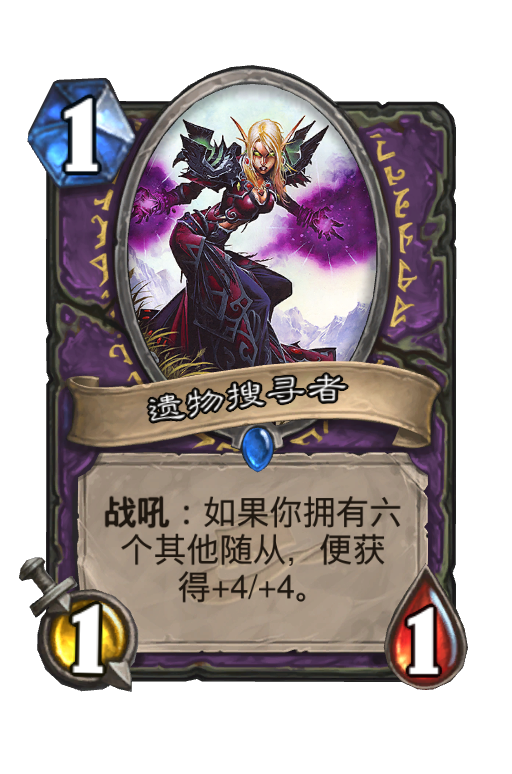 1
遗物搜寻者
战吼：如果你拥有六
个其他随从，便获
得+4/+4。
1
1